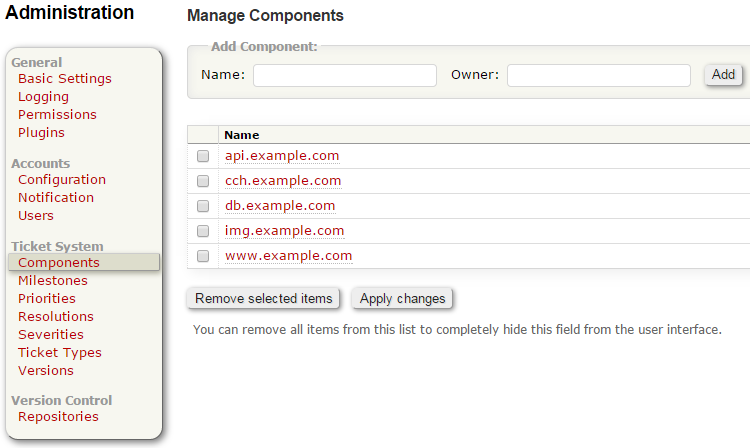 Administration
General
Basic Settings
Logging
Permissions
Plugins
Accounts
Configuration
Notification
Users
Ticket System
Components
Milestones
Priorities
Resolutions
Severities
Ticket Types
Versions
Version Control
Repositories
Manage Components
Add Component:
Name: Owner: Add
Name
api.example.com
cch.example.com
db.example.com
img.example.com
www.example.com
Remove selected items Apply changes
You can remove all items from this list to completely hide this field from the user interface.